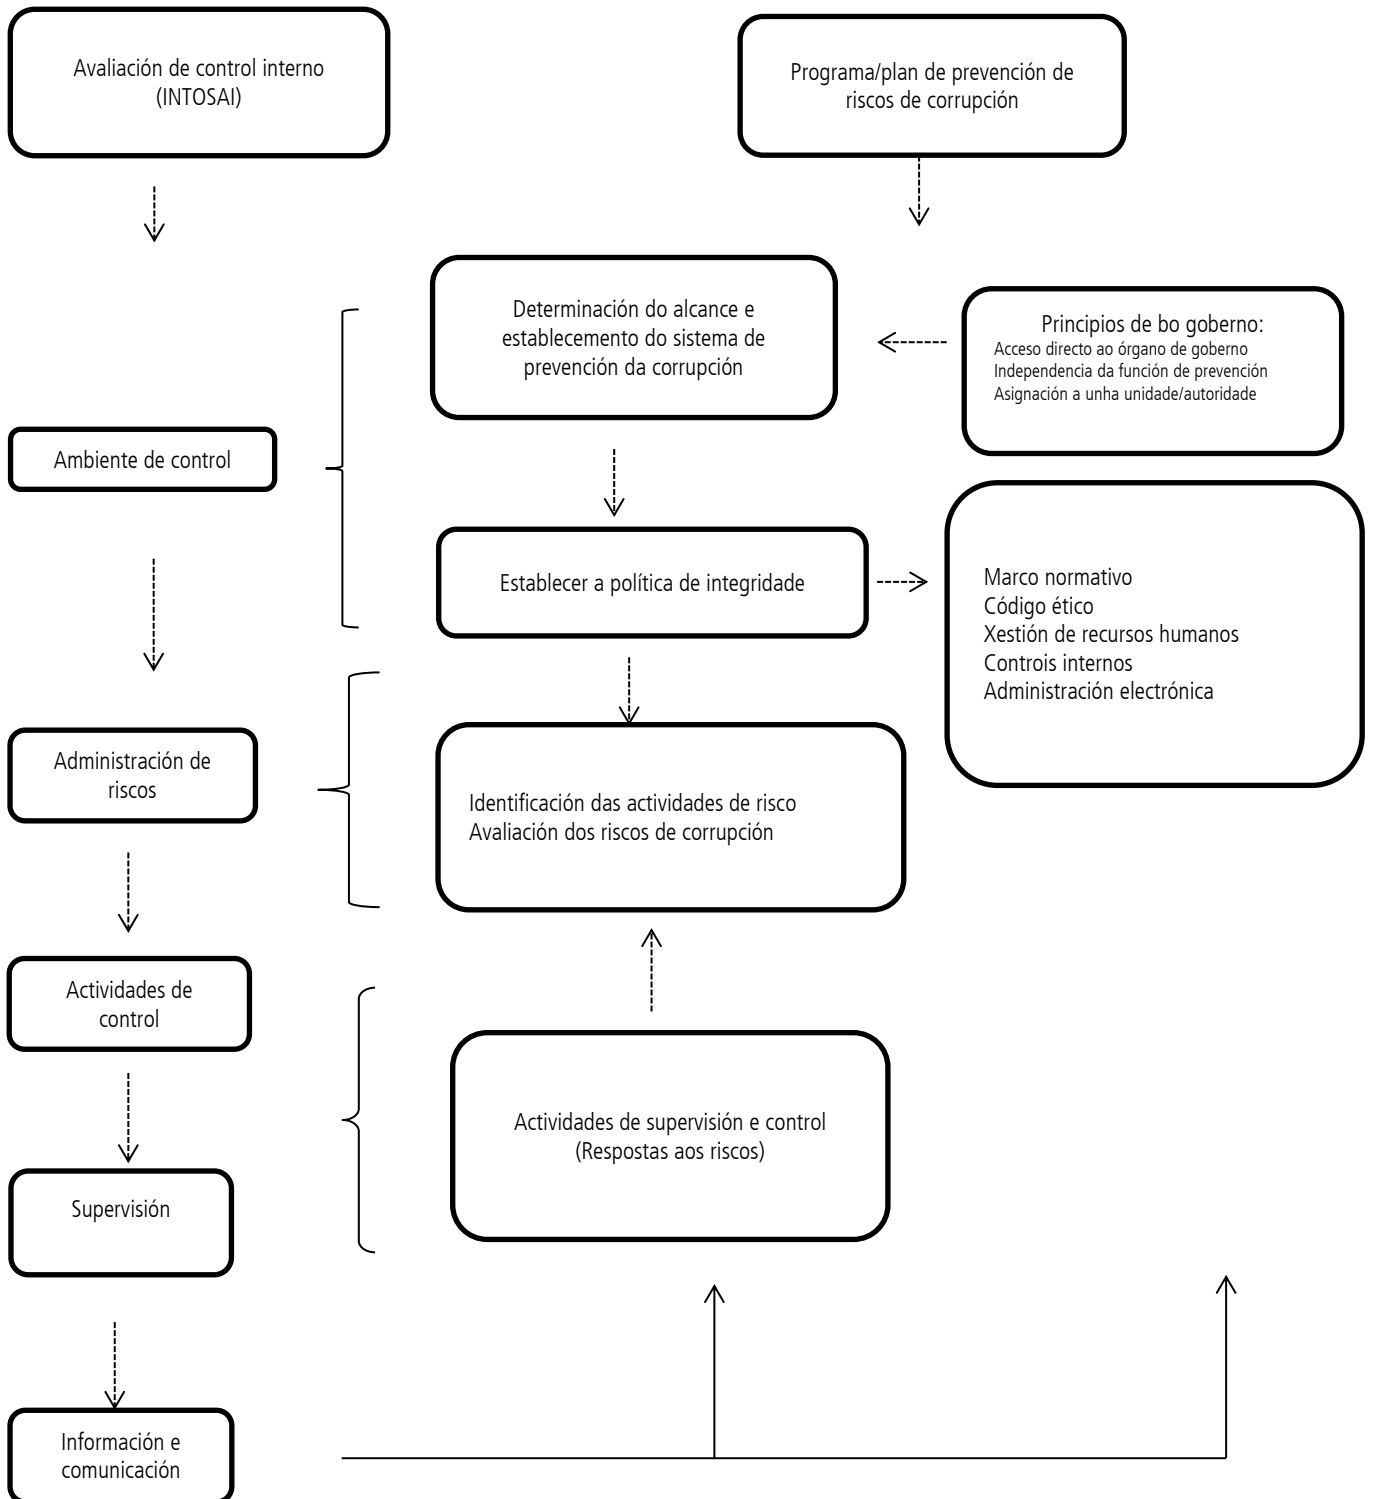 Avaliación de control interno
(INTOSAI)
Programa/plan de prevención de
riscos de corrupción
Determinación do alcance e
establecemento do sistema de
prevención da corrupción
Principios de bo goberno:
Acceso directo ao órgano de goberno
Independencia da función de prevención
Asignación a unha unidade/autoridade
Ambiente de control
Establecer a política de integridade
Marco normativo
Código ético
Xestión de recursos humanos
Controis internos
Administración electrónica
Administración de
riscos
Identificación das actividades de risco
Avaliación dos riscos de corrupción
Actividades de
control
Actividades de supervisión e control
(Respostas aos riscos)
Supervisión
Información e
comunicación